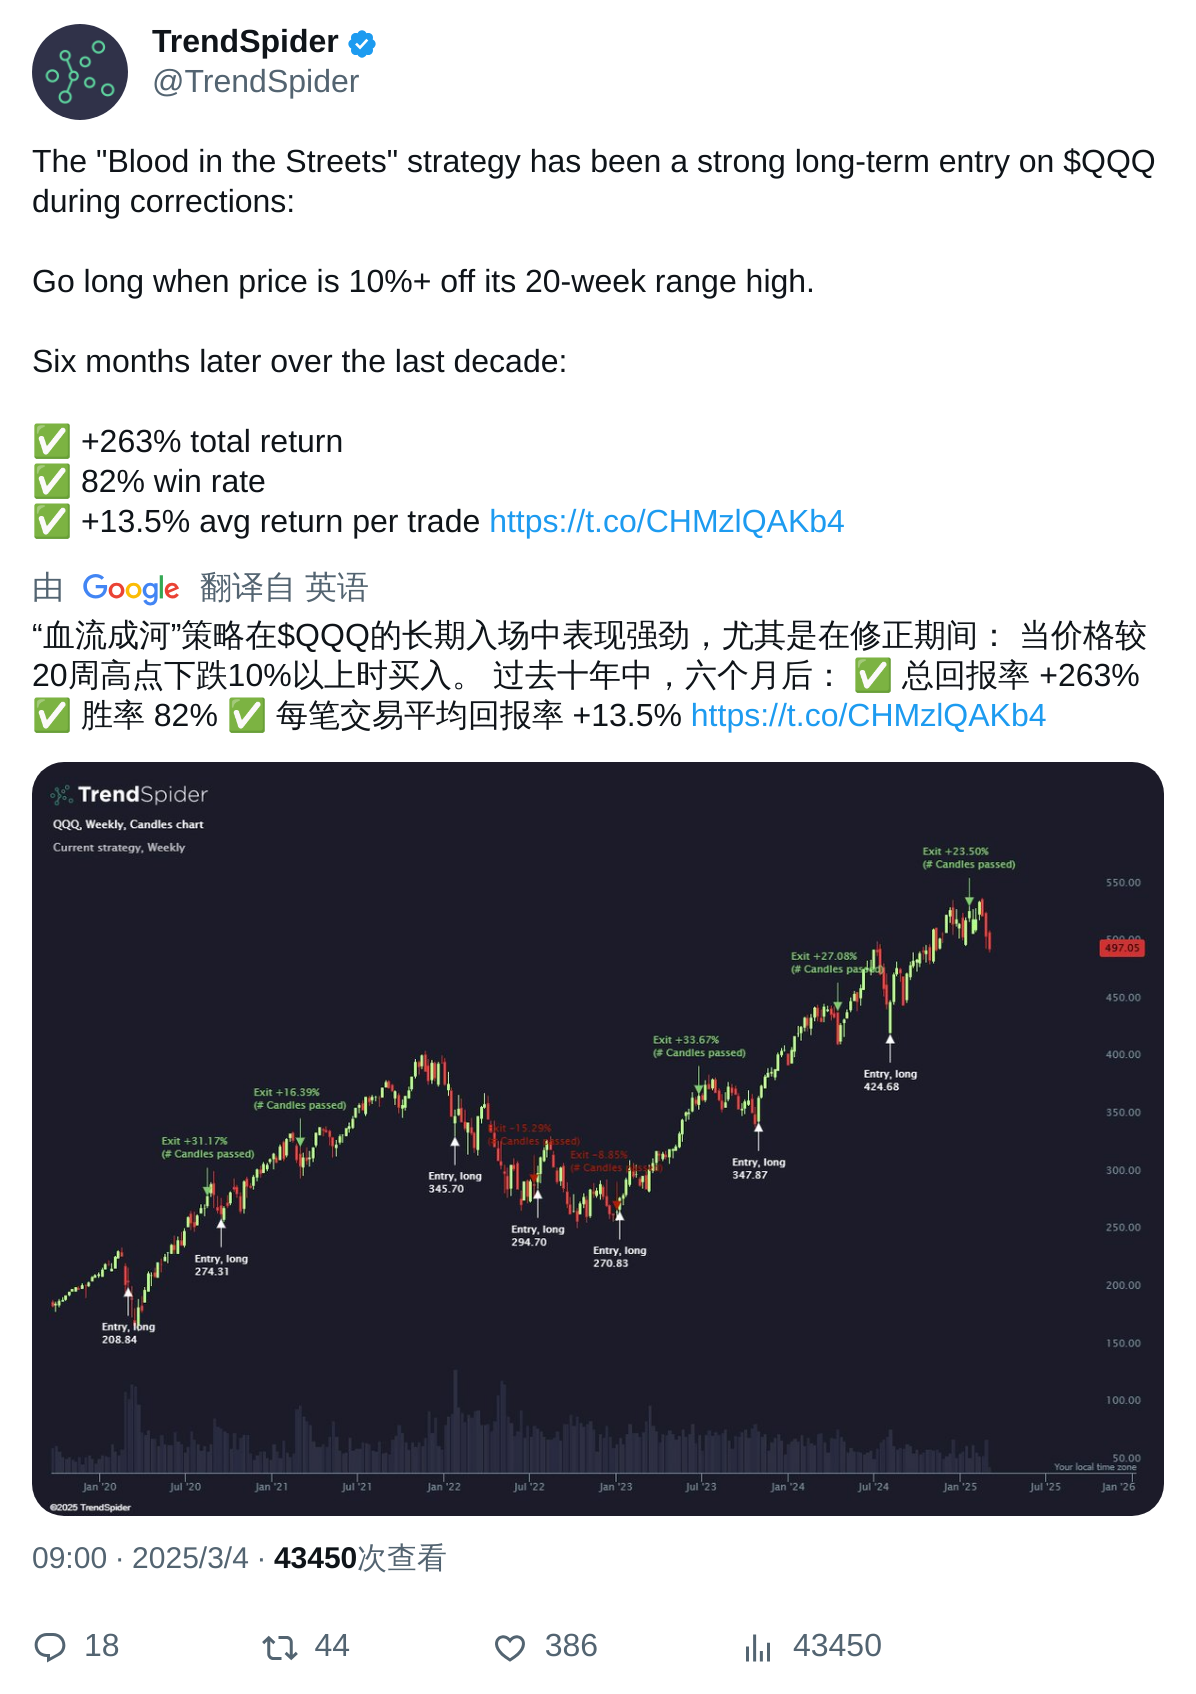 TrendSpider
@TrendSpider
The "Blood in the Streets" strategy has been a strong long-term entry on $QQQ
during corrections:
Go long when price is 10%+ off its 20-week range high.
Six months later over the last decade:
✅ +263% total return
✅ 82% win rate
✅ +13.5% avg return per trade https://t.co/CHMzlQAKb4
由 Google 翻译自 英语
“血流成河”策略在$QQQ的长期入场中表现强劲，尤其是在修正期间： 当价格较
20周高点下跌10%以上时买入。 过去十年中，六个月后： ✅ 总回报率 +263%
✅ 胜率 82% ✅ 每笔交易平均回报率 +13.5% https://t.co/CHMzlQAKb4
TrendSpider
QQQ, Weekly, Candles chart
Current strategy, Weekly
Exit +23.50%
(# Candles passed)
550.00
500.00
497.05
Exit +27.08%
(# Candles passed)
450.00
Exit +33.67%
(# Candles passed)
400.00
Entry, long
424.68
Exit +16.39%
(# Candles passed)
350.00
Exit -15.29%
(# Candles passed)
Exit +31.17%
(# Candles passed)
Exit -8.85%
(# Candles passed)
Entry, long
347.87
300.00
Entry, long
345.70
250.00
Entry, long
294.70
Entry, long
270.83
Entry, long
274.31
200.00
Entry, long
208.84
150.00
100.00
50.00
Your local time zone
Jan '20 Jul '20 Jan '21 Jul '21 Jan '22 Jul '22 Jan '23 Jul '23 Jan '24 Jul '24 Jan '25 Jul '25 Jan '26
©2025 TrendSpider
09:00 · 2025/3/4 · 43450次查看
18 44 386 43450